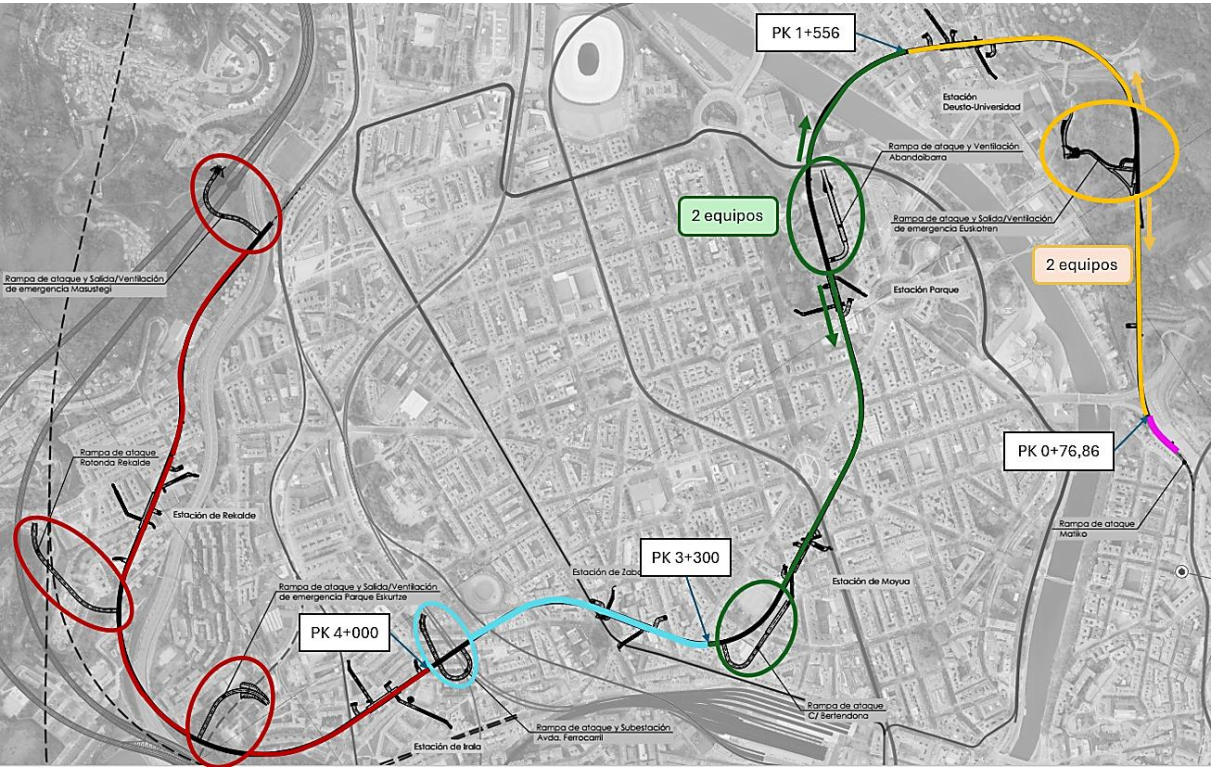 PK 1+556
Estación
Deusto-Universidad
Rampa de ataque y Ventilación
Abandoibarra
2 equipos
Rampa de ataque y Salida/Ventilación
de emergencia Euskotren
2 equipos
Rampa de ataque y Salida/Ventilación
de emergencia Masustegi
Estación Parque
PK 0+76,86
Rampa de ataque
Rotonda Rekalde
Estación de Rekalde
Rampa de ataque
Matiko
PK 3+300
Estación de Zaba
Estación de Moyua
Rampa de ataque y Salida/Ventilación
de emergencia Parque Eskurtze
PK 4+000
Rampa de ataque
C/ Bertendona
Rampa de ataque y Subestación
Avda. Ferrocarril
Estación de Irala